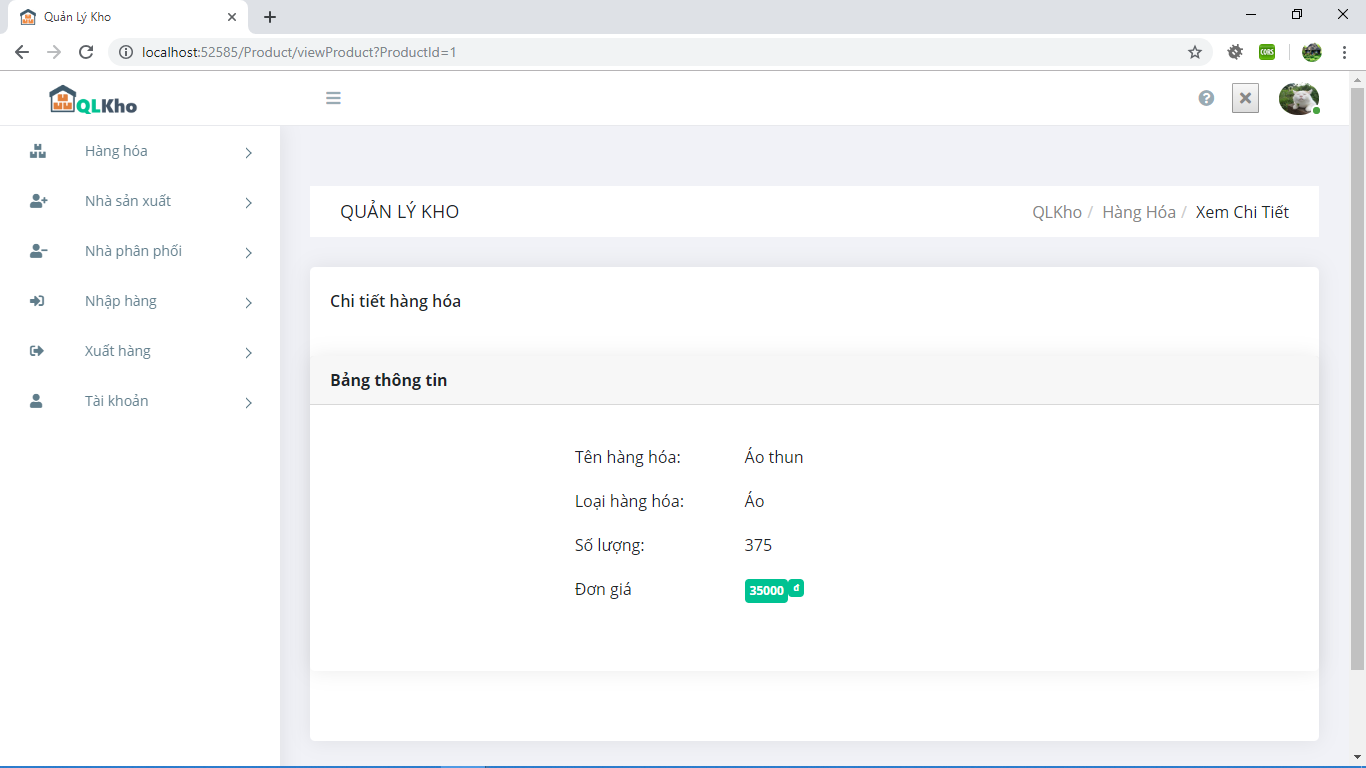 Quản Lý Kho
localhost:52585/Product/viewProduct?ProductId=1
CORS
QLKho
Hàng hóa
Nhà sản xuất
Nhà phân phối
Nhập hàng
Xuất hàng
Tài khoản
QUẢN LÝ KHO
QLKho / Hàng Hóa / Xem Chi Tiết
Chi tiết hàng hóa
Bảng thông tin
Tên hàng hóa: Áo thun
Loại hàng hóa: Áo
Số lượng: 375
Đơn giá 35000 đ